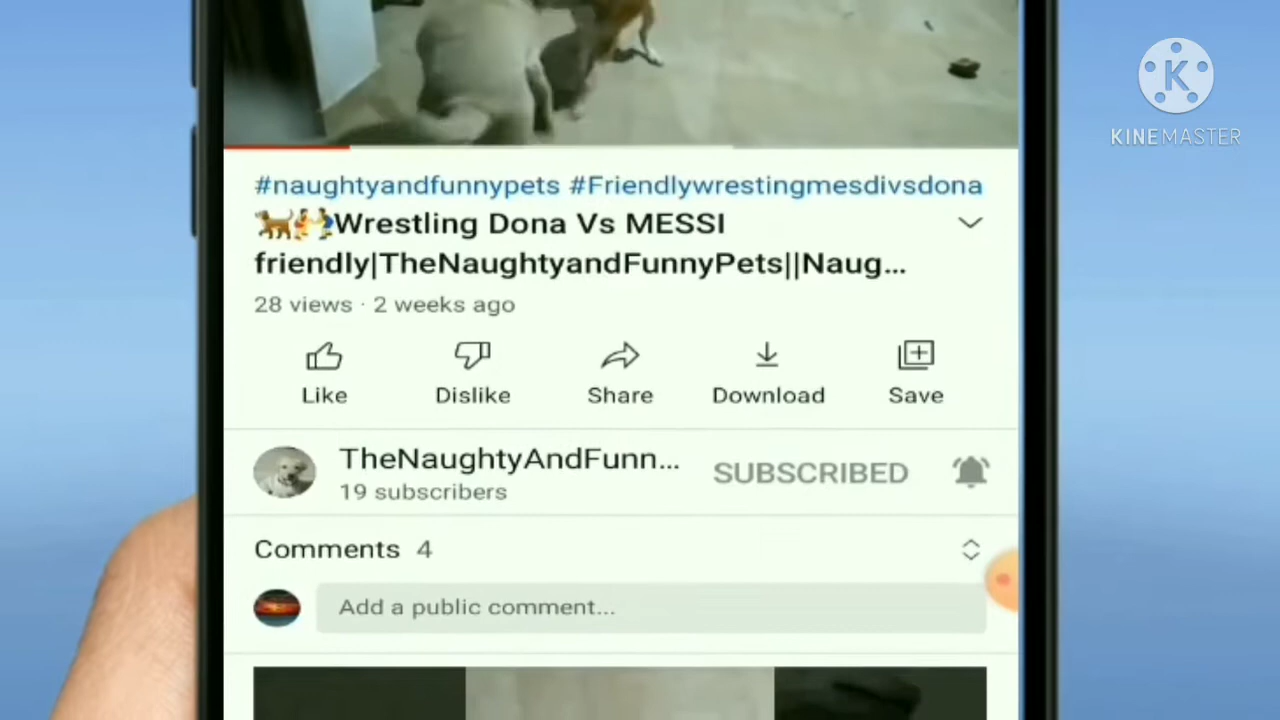 KINEMASTER
#naughtyandfunnypets #Friendlywrestingmesdivsdona
🐕🤼Wrestling Dona Vs MESSI
friendly|TheNaughtyandFunnyPets||Naug...
28 views · 2 weeks ago
Like Dislike Share Download Save
TheNaughtyAndFunn... SUBSCRIBED
19 subscribers
Comments 4
Add a public comment...